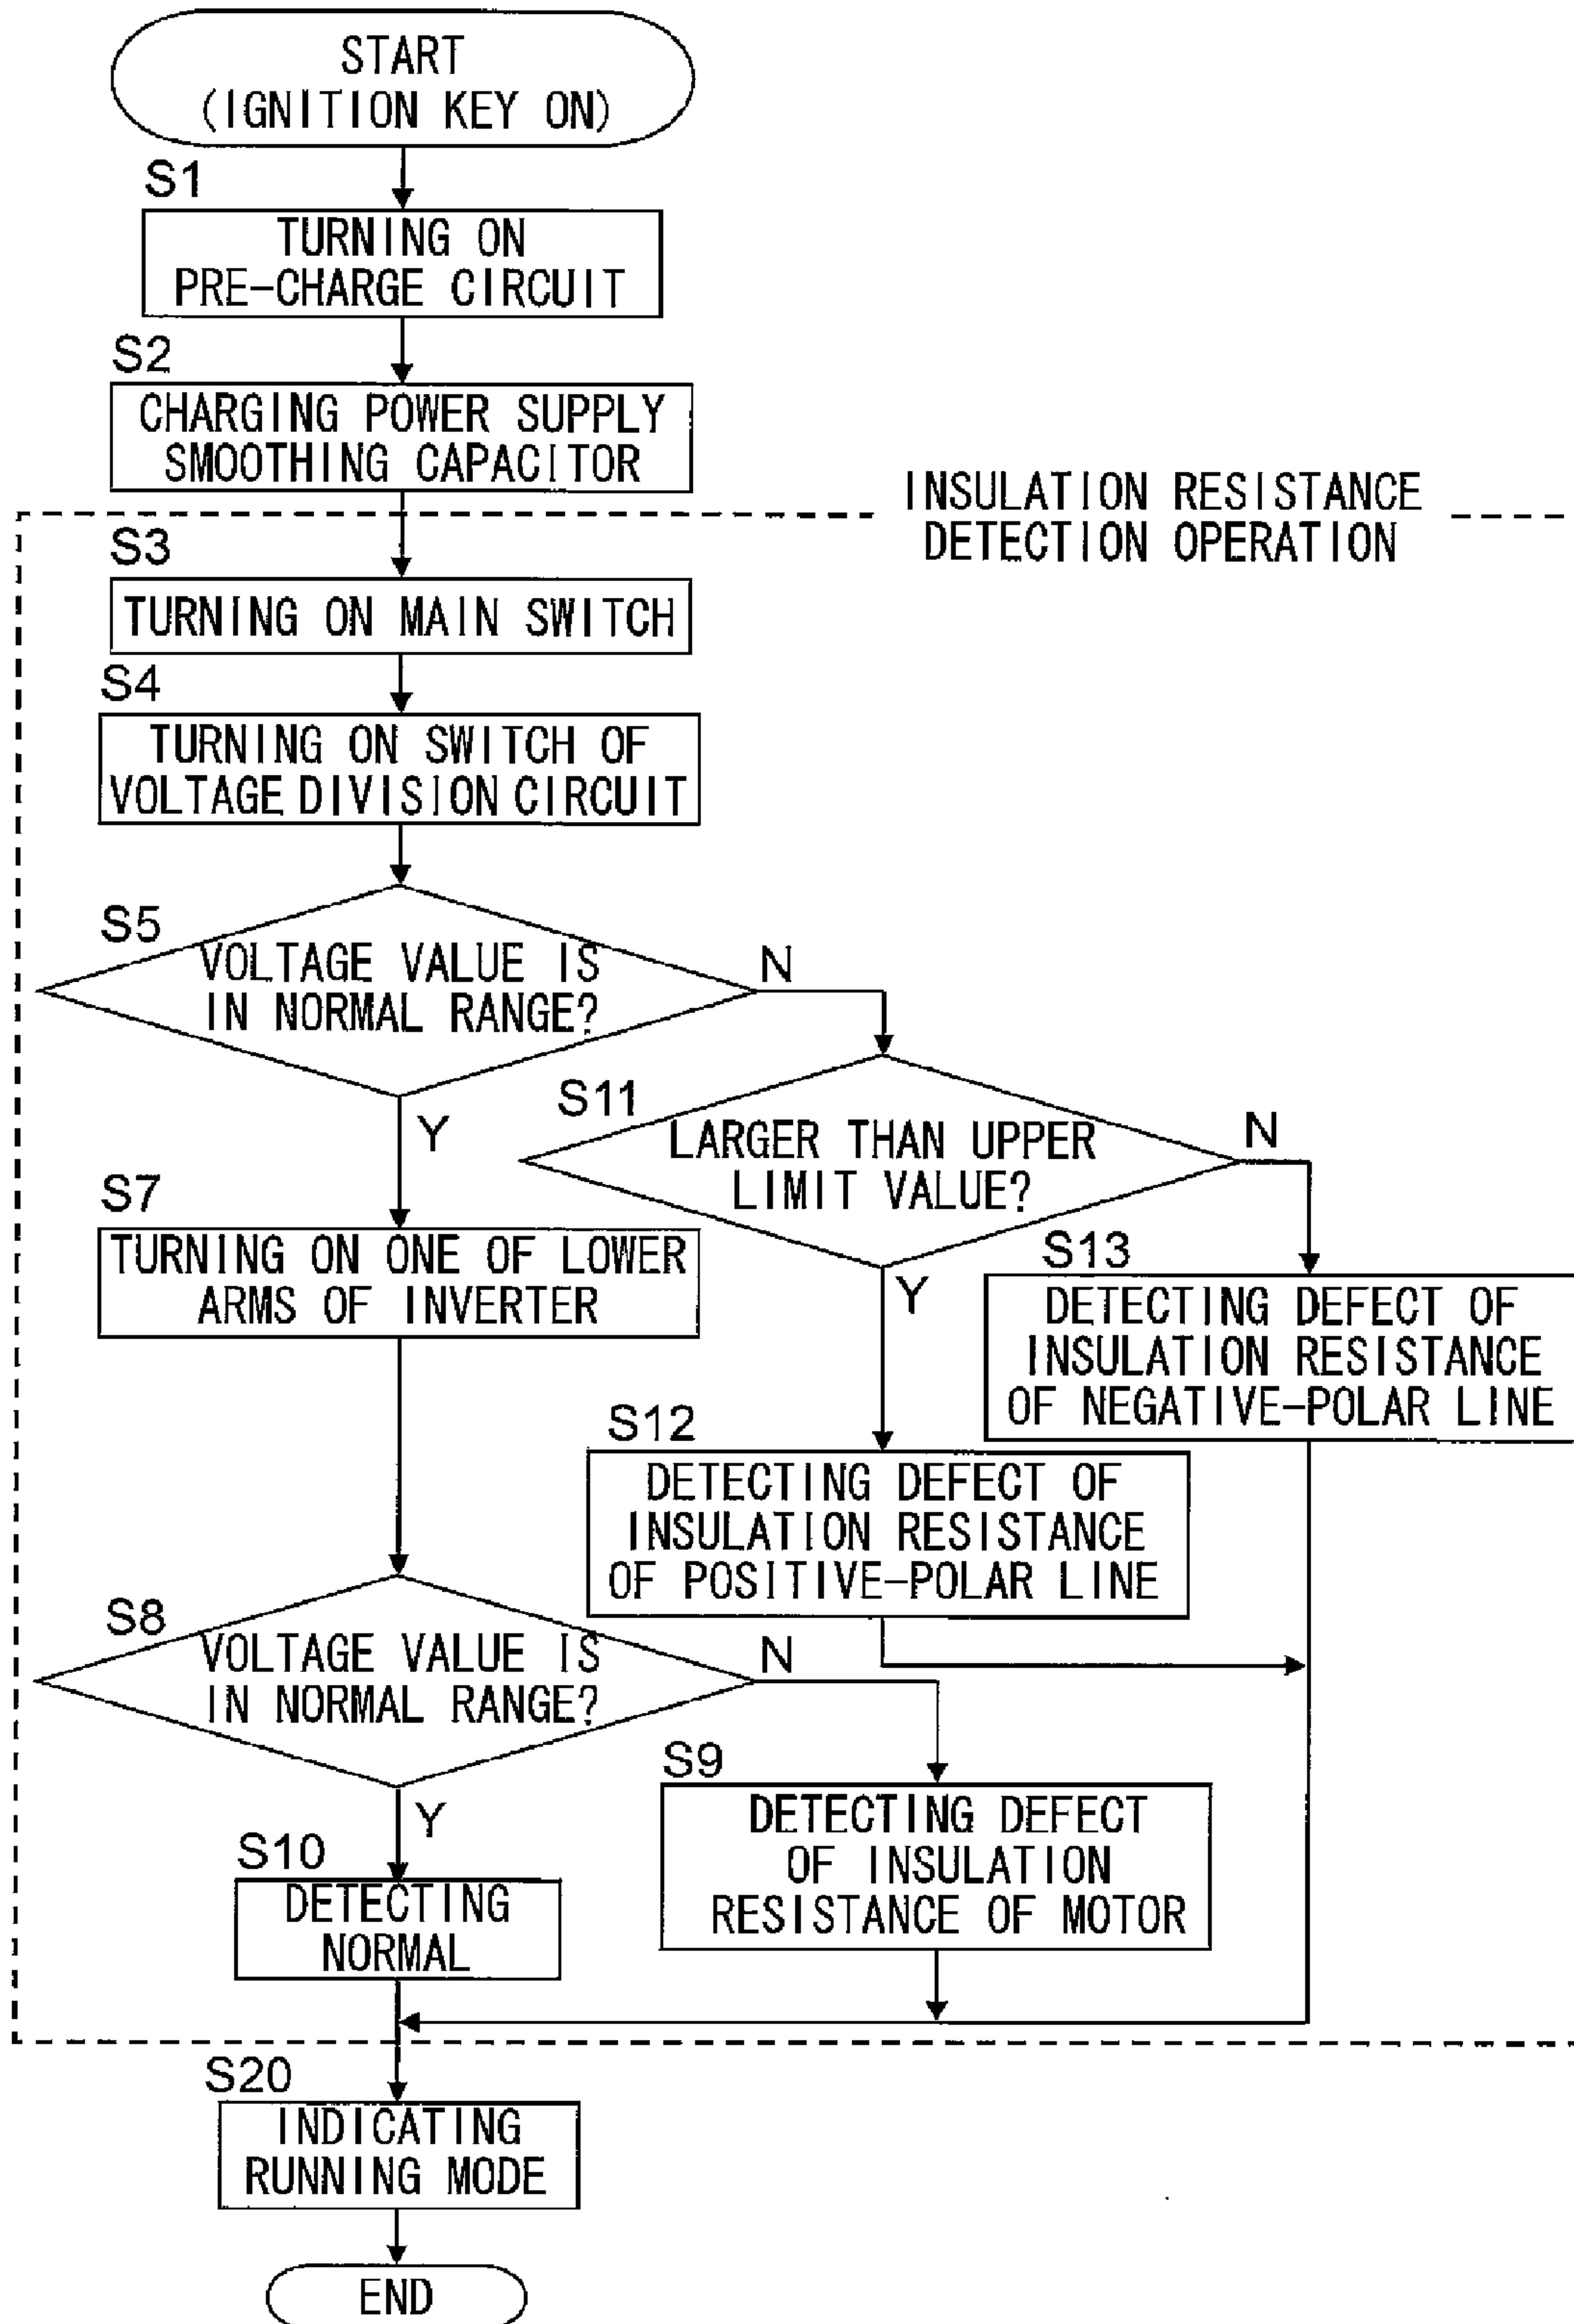 START
(IGNITION KEY ON)
S1
TURNING ON
PRE-CHARGE CIRCUIT
S2
CHARGING POWER SUPPLY
SMOOTHING CAPACITOR
INSULATION RESISTANCE
DETECTION OPERATION
S3
TURNING ON MAIN SWITCH
S4
TURNING ON SWITCH OF
VOLTAGE DIVISION CIRCUIT
S5
VOLTAGE VALUE IS
IN NORMAL RANGE?
N
Y
S11
LARGER THAN UPPER
LIMIT VALUE?
N
Y
S7
TURNING ON ONE OF LOWER
ARMS OF INVERTER
S13
DETECTING DEFECT OF
INSULATION RESISTANCE
OF NEGATIVE-POLAR LINE
S12
DETECTING DEFECT OF
INSULATION RESISTANCE
OF POSITIVE-POLAR LINE
S8
VOLTAGE VALUE IS
IN NORMAL RANGE?
N
Y
S9
DETECTING DEFECT
OF INSULATION
RESISTANCE OF MOTOR
S10
DETECTING
NORMAL
S20
INDICATING
RUNNING MODE
END